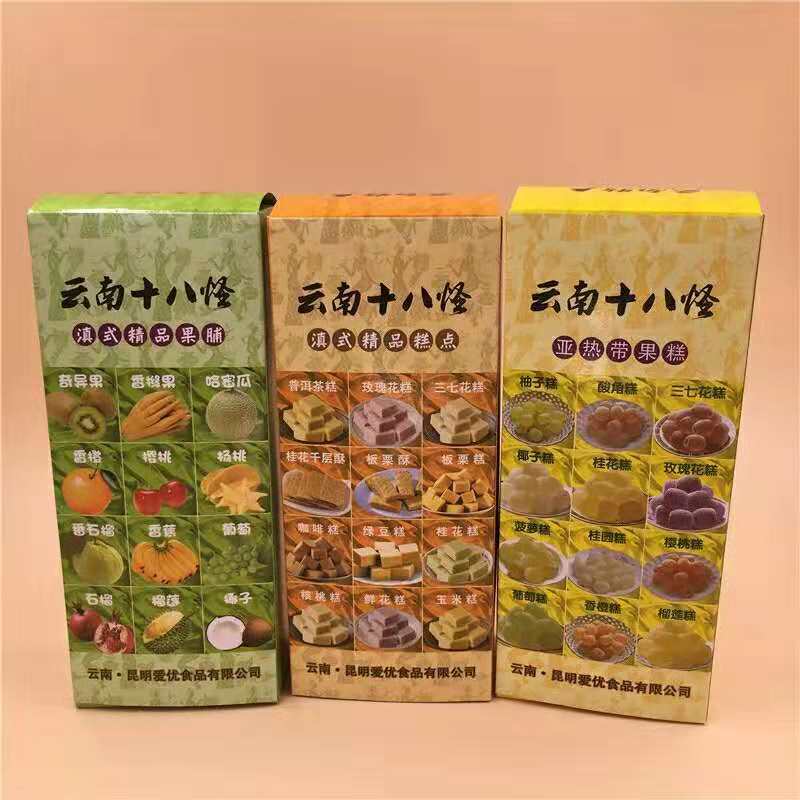 云南十八怪
滇式精品果脯
奇异果 香橼果 哈蜜瓜
香橙 樱桃 杨桃
番石榴 香蕉 葡萄
石榴 榴莲 椰子
云南·昆明爱优食品有限公司
云南十八怪
滇式精品糕点
普洱茶糕 玫瑰花糕 三七花糕
桂花千层酥 板栗酥 板栗糕
咖啡糕 绿豆糕 桂花糕
核桃糕 鲜花糕 玉米糕
云南·昆明爱优食品有限公司
云南十八怪
亚热带果糕
柚子糕 酸角糕 三七花糕
椰子糕 桂花糕 玫瑰花糕
菠萝糕 桂圆糕 樱桃糕
葡萄糕 香橙糕 榴莲糕
云南·昆明爱优食品有限公司